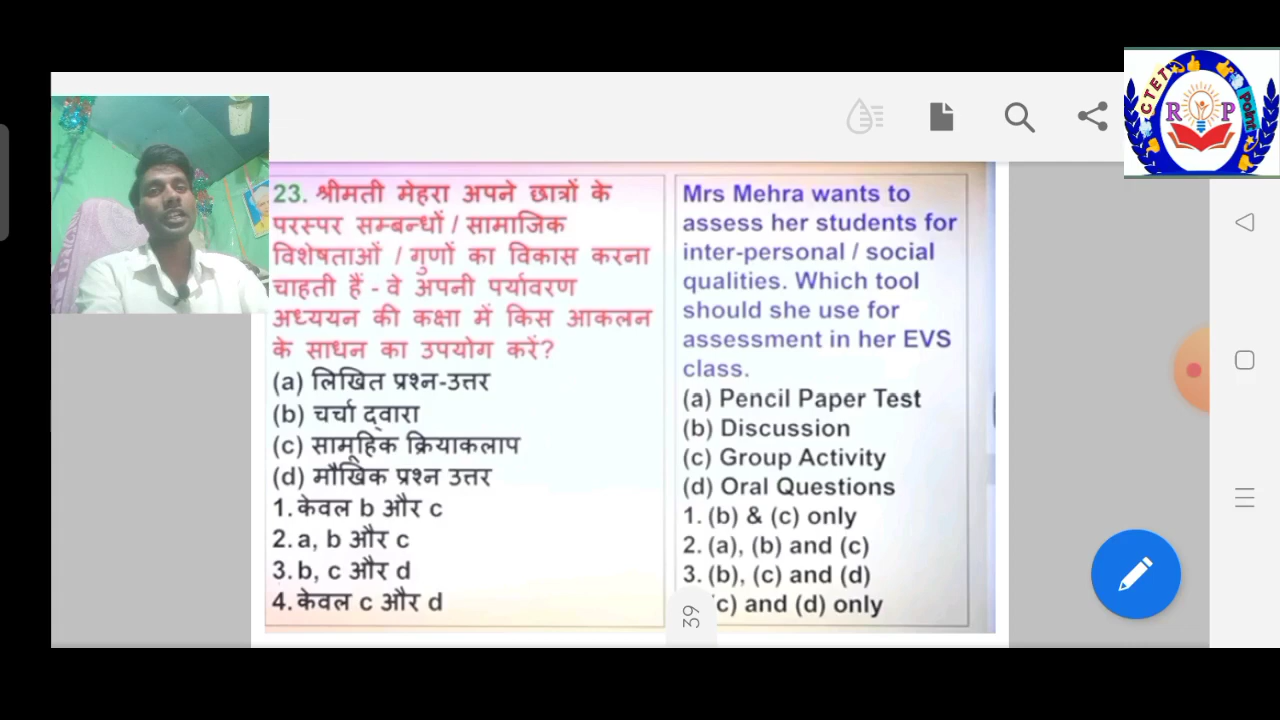 CTET
Point
R P
23. श्रीमती मेहरा अपने छात्रों के
परस्पर सम्बन्धों / सामाजिक
विशेषताओं / गुणों का विकास करना
चाहती हैं - वे अपनी पर्यावरण
अध्ययन की कक्षा में किस आकलन
के साधन का उपयोग करें?
(a) लिखित प्रश्न-उत्तर
(b) चर्चा द्वारा
(c) सामूहिक क्रियाकलाप
(d) मौखिक प्रश्न उत्तर
1. केवल b और c
2. a, b और c
3. b, c और d
4. केवल c और d
Mrs Mehra wants to
assess her students for
inter-personal / social
qualities. Which tool
should she use for
assessment in her EVS
class.
(a) Pencil Paper Test
(b) Discussion
(c) Group Activity
(d) Oral Questions
1. (b) & (c) only
2. (a), (b) and (c)
3. (b), (c) and (d)
c) and (d) only
39